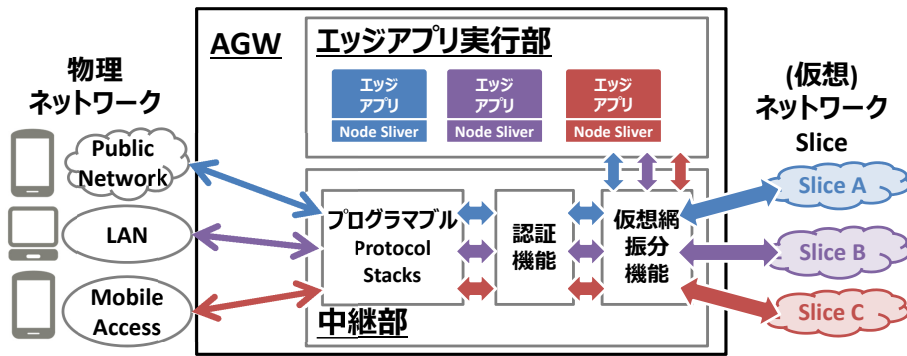 AGW
エッジアプリ実行部
エッジ
アプリ
Node Sliver
エッジ
アプリ
Node Sliver
エッジ
アプリ
Node Sliver
物理
ネットワーク
Public
Network
LAN
Mobile
Access
プログラマブル
Protocol
Stacks
認証
機能
仮想網
振分
機能
中継部
(仮想)
ネットワーク
Slice
Slice A
Slice B
Slice C